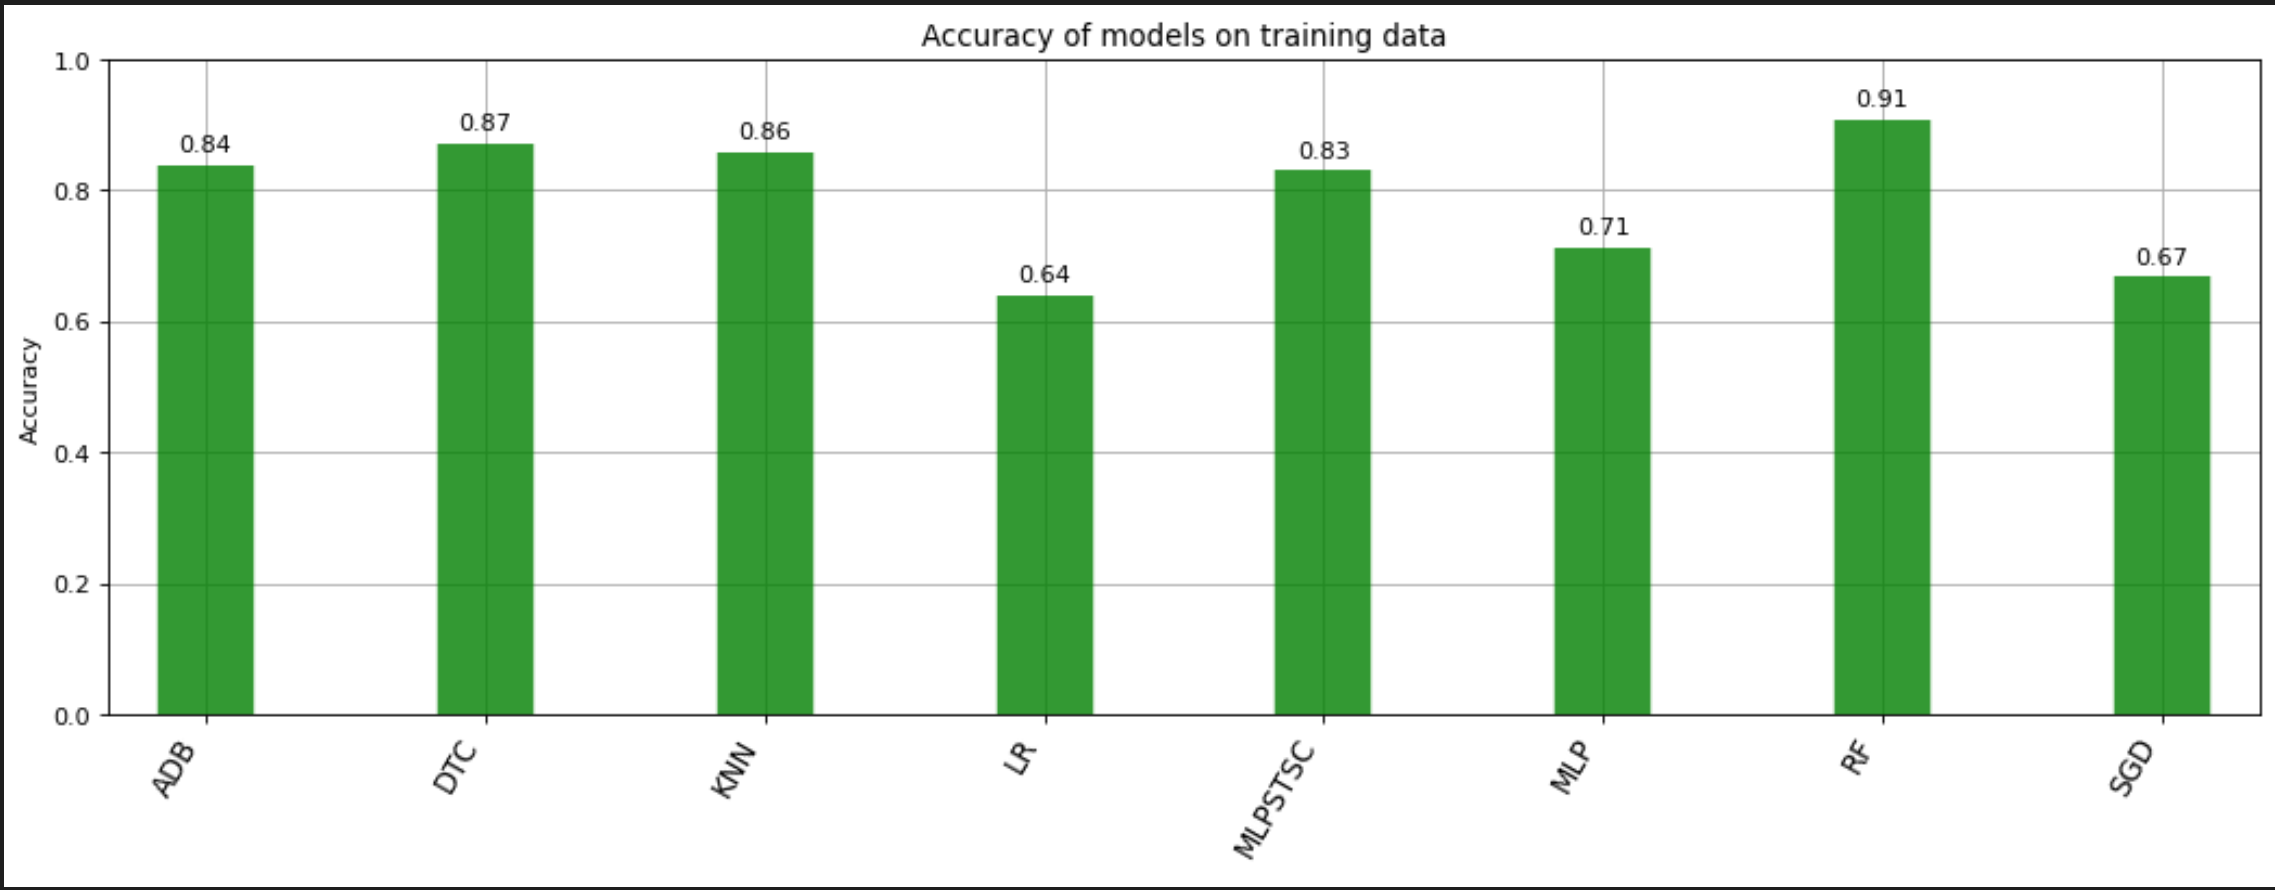 Accuracy of models on training data
1.0
0.8
0.6
0.4
0.2
0.0
Accuracy
0.84
0.87
0.86
0.64
0.83
0.71
0.91
0.67
ADB
DTC
KNN
LR
MLPSTSC
MLP
RF
SGD